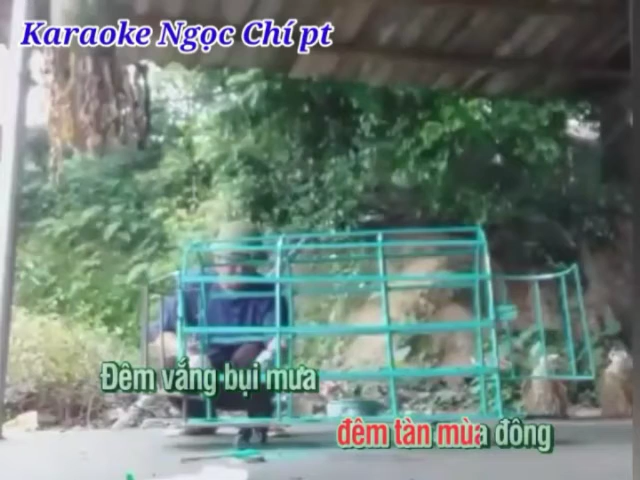 Karaoke Ngọc Chí pt
Đêm vắng bụi mưa
đêm tàn mùa đông